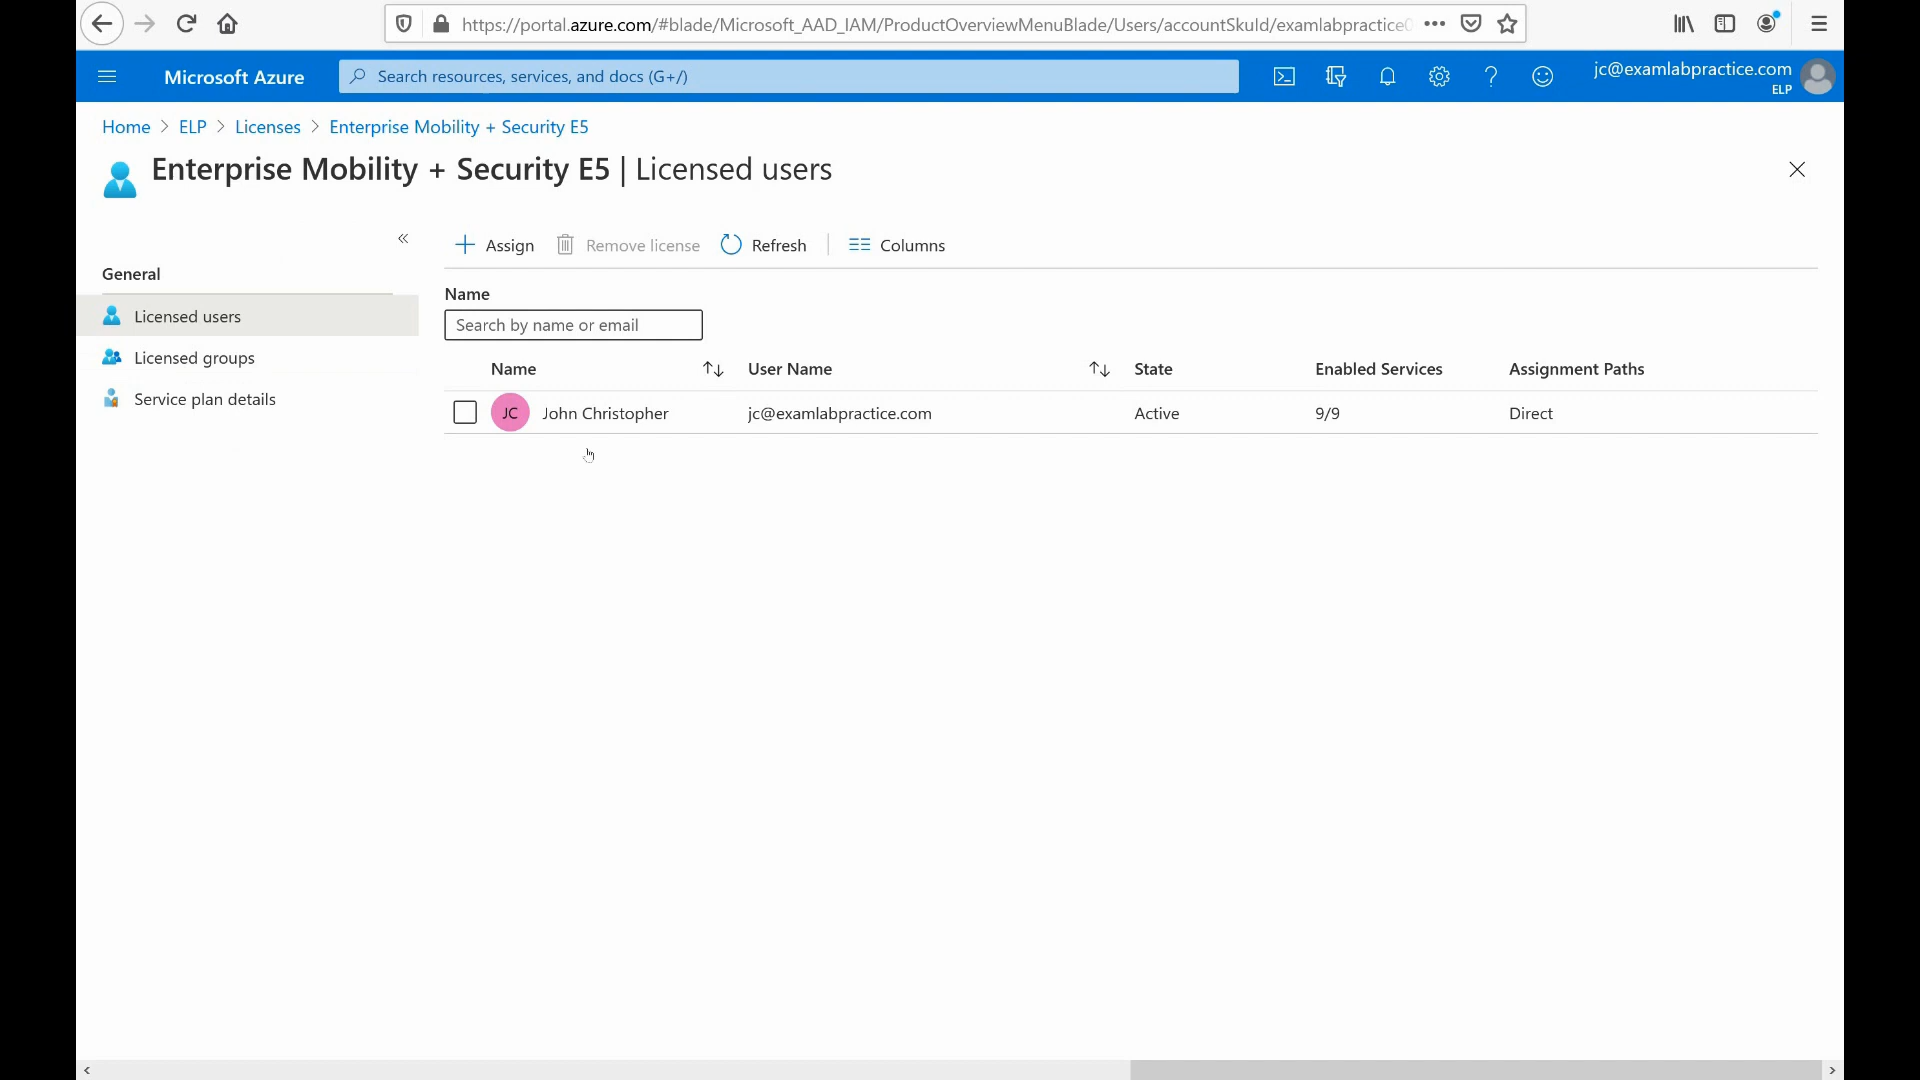 https://portal.azure.com/#blade/Microsoft_AAD_IAM/ProductOverviewMenuBlade/Users/accountSkuId/examlabpractice
Microsoft Azure
Search resources, services, and docs (G+/)
jc@examlabpractice.com
ELP
Home > ELP > Licenses > Enterprise Mobility + Security E5
Enterprise Mobility + Security E5 | Licensed users
Assign Remove license Refresh Columns
General
Licensed users
Licensed groups
Service plan details
Name
Search by name or email
Name User Name State Enabled Services Assignment Paths
JC John Christopher jc@examlabpractice.com Active 9/9 Direct